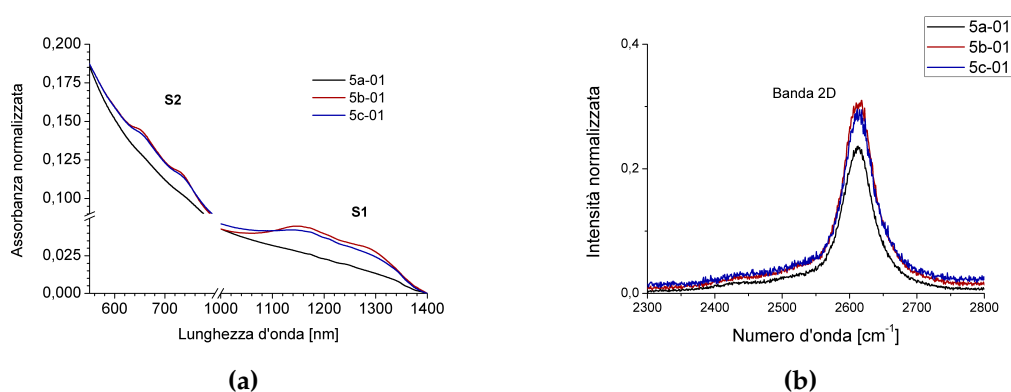 0,200
0,175
0,150
0,125
0,100
0,025
0,000
Assorbanza normalizzata
S2
5a-01
5b-01
5c-01
S1
600 800 1000 1100 1200 1300 1400
Lunghezza d'onda [nm]
(a)
5a-01
5b-01
5c-01
0,4
0,2
0,0
Intensità normalizzata
Banda 2D
2300 2400 2500 2600 2700 2800
Numero d'onda [cm⁻¹]
(b)